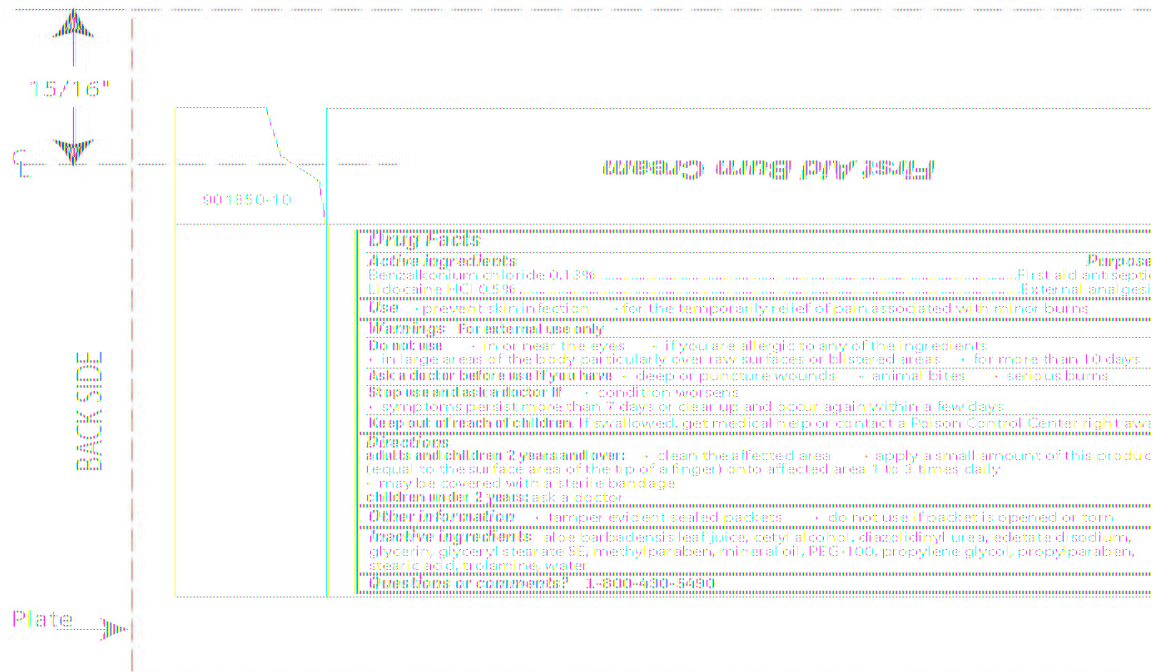 15/16"
CL
First Aid Burn Cream
901850-10
Drug Facts
Active ingredients Purpose
Benzalkonium chloride 0.13% First aid antiseptic
Lidocaine HCl 0.5% External analgesi
Use • prevent skin infection • for the temporarily relief of pain associated with minor burns
Warnings For external use only
Do not use • in or near the eyes • if you are allergic to any of the ingredients
• in large areas of the body particularly over raw surfaces or blistered areas • for more than 10 days
Ask a doctor before use if you have • deep or puncture wounds • animal bites • serious burns
Stop use and ask a doctor if • condition worsens
• symptoms persist more than 7 days or clear up and occur again within a few days
Keep out of reach of children. If swallowed, get medical help or contact a Poison Control Center right awa
Directions
adults and children 2 years and over: • clean the affected area • apply a small amount of this produc
(equal to the surface area of the tip of a finger) onto affected area 1 to 3 times daily
• may be covered with a sterile bandage
children under 2 years: ask a doctor
Other information • tamper evident sealed packets • do not use if packet is opened or torn
Inactive ingredients aloe barbadensis leaf juice, cetyl alcohol, diazolidinyl urea, edetate disodium,
glycerin, glyceryl stearate SE, methylparaben, mineral oil, PEG-100, propylene glycol, propylparaben,
stearic acid, trolamine, water
Questions or comments? 1-800-430-5490
BACK SIDE
Plate